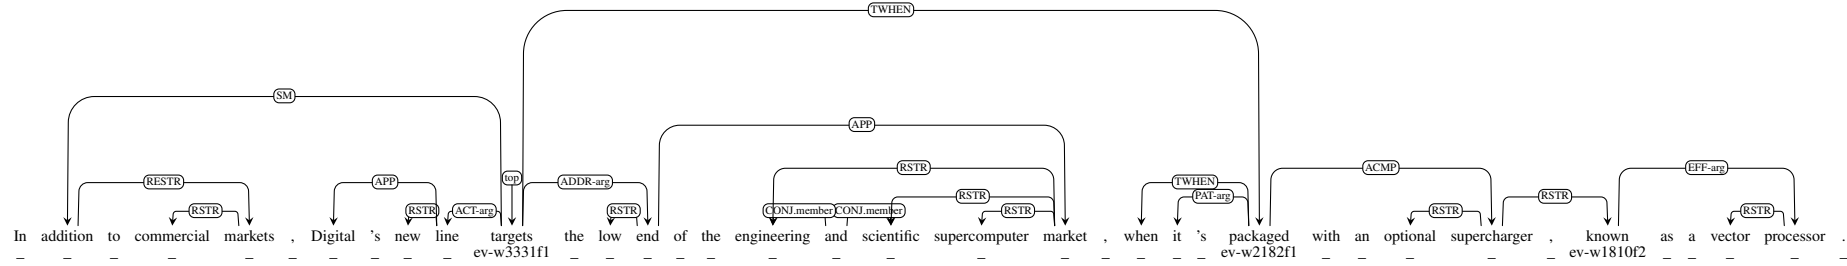 TWHEN
SM
APP
RSTR ACMP
RESTR APP top ADDR-arg TWHEN EFF-arg
RSTR PAT-arg RSTR
RSTR RSTR ACT-arg RSTR CONJ.member CONJ.member RSTR RSTR RSTR
In addition to commercial markets , Digital 's new line targets the low end of the engineering and scientific supercomputer market , when it 's packaged with an optional supercharger , known as a vector processor .
_ _ _ _ _ _ _ _ _ _ ev-w3331f1 _ _ _ _ _ _ _ _ _ _ _ _ _ _ ev-w2182f1 _ _ _ _ _ ev-w1810f2 _ _ _ _ _